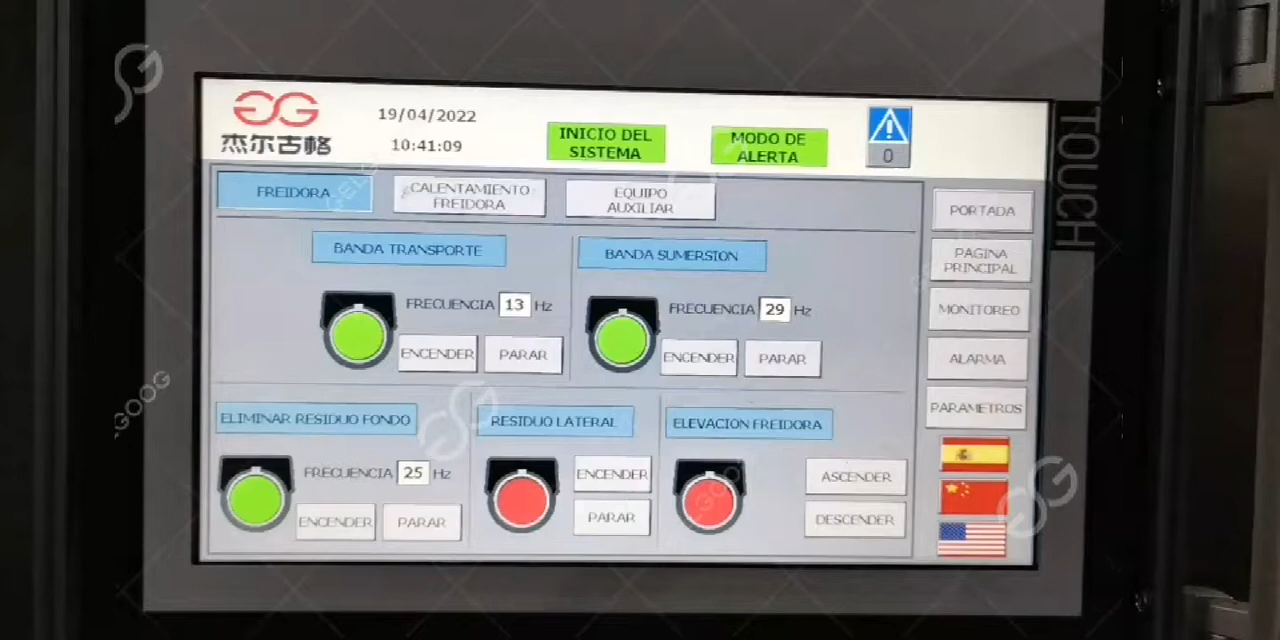 GG
杰尔古格
19/04/2022
10:41:09
INICIO DEL
SISTEMA
MODO DE
ALERTA
0
FREIDORA
CALENTAMIENTO
FREIDORA
EQUIPO
AUXILIAR
PORTADA
PAGINA
PRINCIPAL
MONITOREO
ALARMA
PARAMETROS
BANDA TRANSPORTE
FRECUENCIA 13 Hz
ENCENDER
PARAR
BANDA SUMERSION
FRECUENCIA 29 Hz
ENCENDER
PARAR
ELIMINAR RESIDUO FONDO
FRECUENCIA 25 Hz
ENCENDER
PARAR
RESIDUO LATERAL
ENCENDER
PARAR
ELEVACION FREIDORA
ASCENDER
DESCENDER
TOUCH